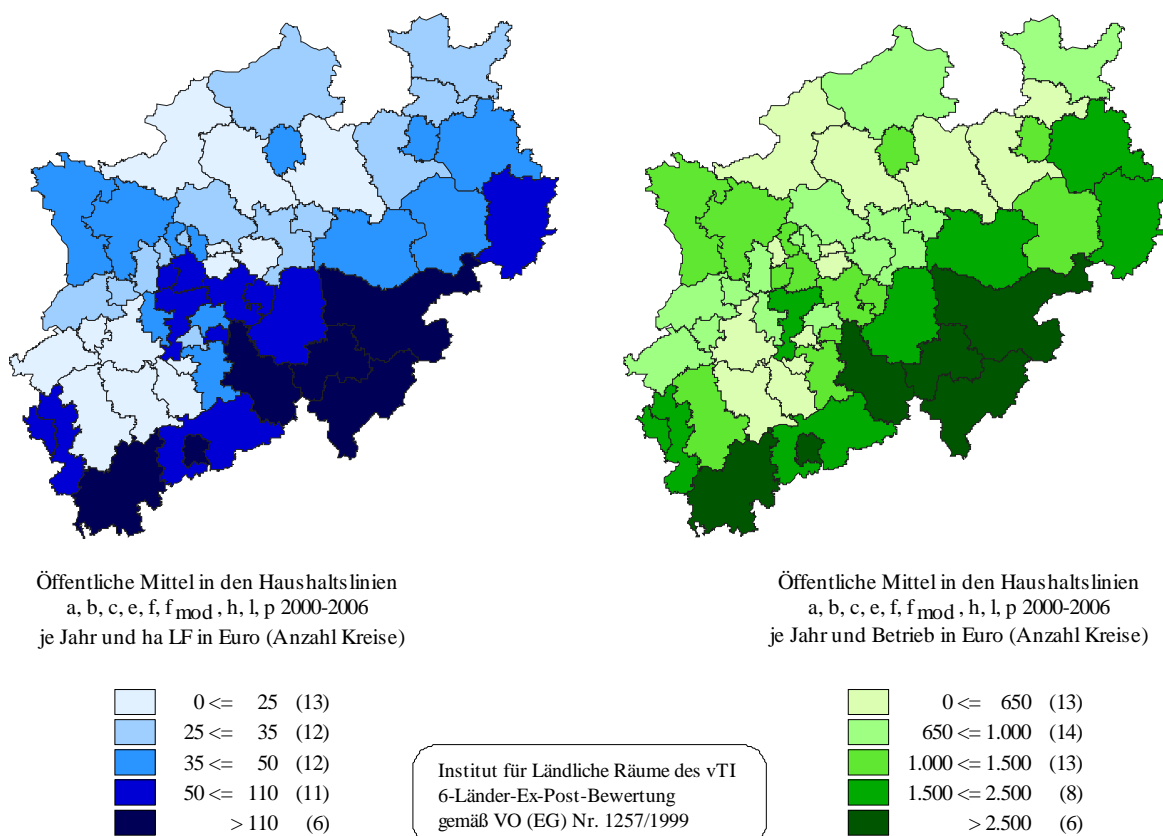 Öffentliche Mittel in den Haushaltslinien
a, b, c, e, f, f mod , h, l, p 2000-2006
je Jahr und ha LF in Euro (Anzahl Kreise)
0 <= 25 (13)
25 <= 35 (12)
35 <= 50 (12)
50 <= 110 (11)
> 110 (6)
Institut für Ländliche Räume des vTI
6-Länder-Ex-Post-Bewertung
gemäß VO (EG) Nr. 1257/1999
Öffentliche Mittel in den Haushaltslinien
a, b, c, e, f, f mod , h, l, p 2000-2006
je Jahr und Betrieb in Euro (Anzahl Kreise)
0 <= 650 (13)
650 <= 1.000 (14)
1.000 <= 1.500 (13)
1.500 <= 2.500 (8)
> 2.500 (6)